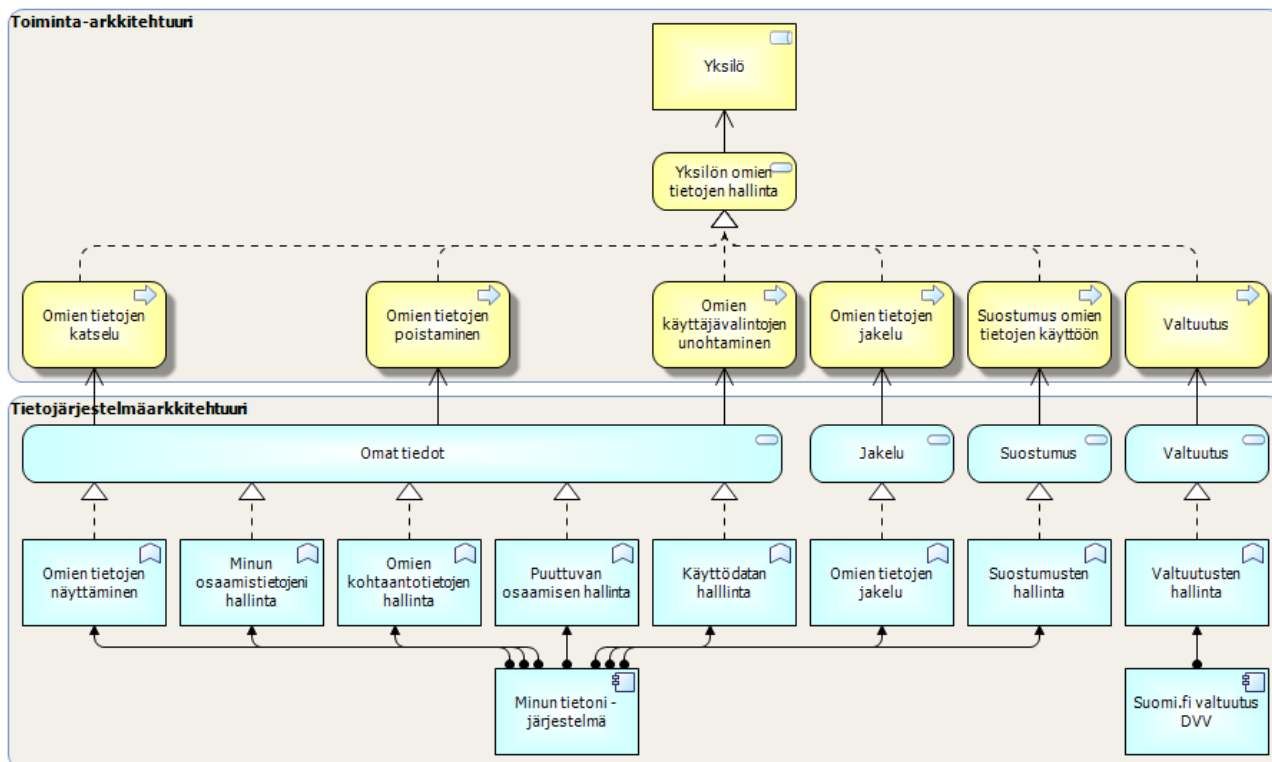 Toiminta-arkkitehtuuri
Yksilö
Yksilön omien
tietojen hallinta
Omien tietojen
katselu
Omien tietojen
poistaminen
Omien
käyttäjävalintojen
unohtaminen
Omien tietojen
jakelu
Suostumus omien
tietojen käyttöön
Valtuutus
Tietojärjestelmäarkkitehtuuri
Omat tiedot
Jakelu
Suostumus
Valtuutus
Omien tietojen
näyttäminen
Minun
osaamistietojeni
hallinta
Omien
kohtaantotietojen
hallinta
Puuttuvan
osaamisen hallinta
Käyttödatan
halllinta
Omien tietojen
jakelu
Suostumusten
hallinta
Valtuutusten
hallinta
Minun tietoni -
järjestelmä
Suomi.fi valtuutus
DVV